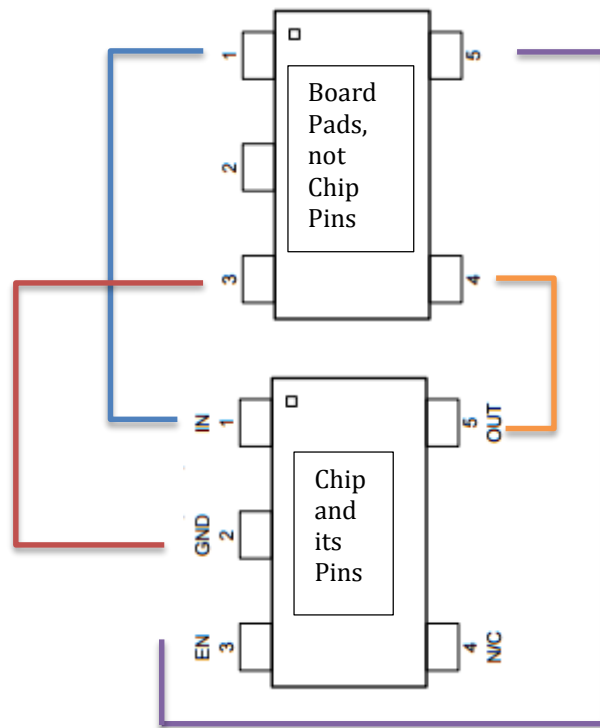 1
5
Board
Pads,
not
Chip
Pins
2
3
4
IN
1
5
OUT
Chip
and
its
Pins
GND
2
EN
3
4
N/C